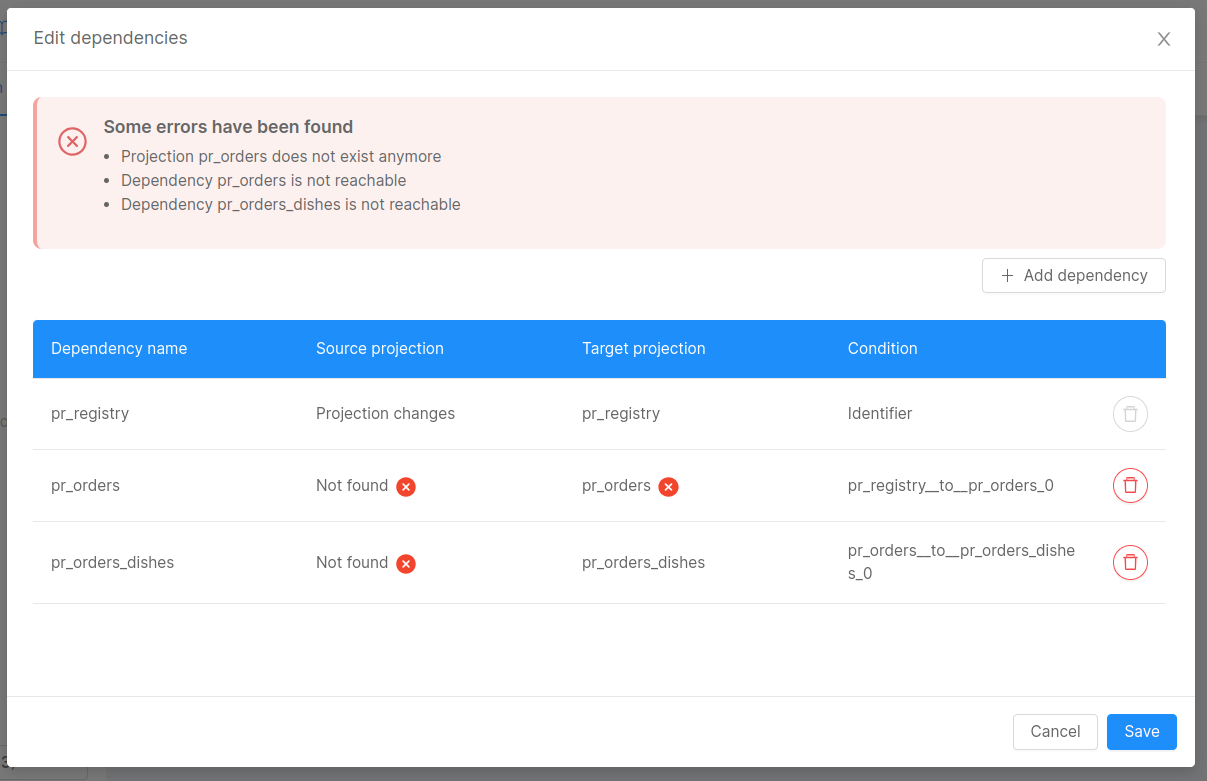 Edit dependencies
Some errors have been found
• Projection pr_orders does not exist anymore
• Dependency pr_orders is not reachable
• Dependency pr_orders_dishes is not reachable
+ Add dependency
Dependency name Source projection Target projection Condition
pr_registry Projection changes pr_registry Identifier
pr_orders Not found pr_orders pr_registry__to__pr_orders_0
pr_orders_dishes Not found pr_orders_dishes pr_orders__to__pr_orders_dishe
s_0
Cancel Save